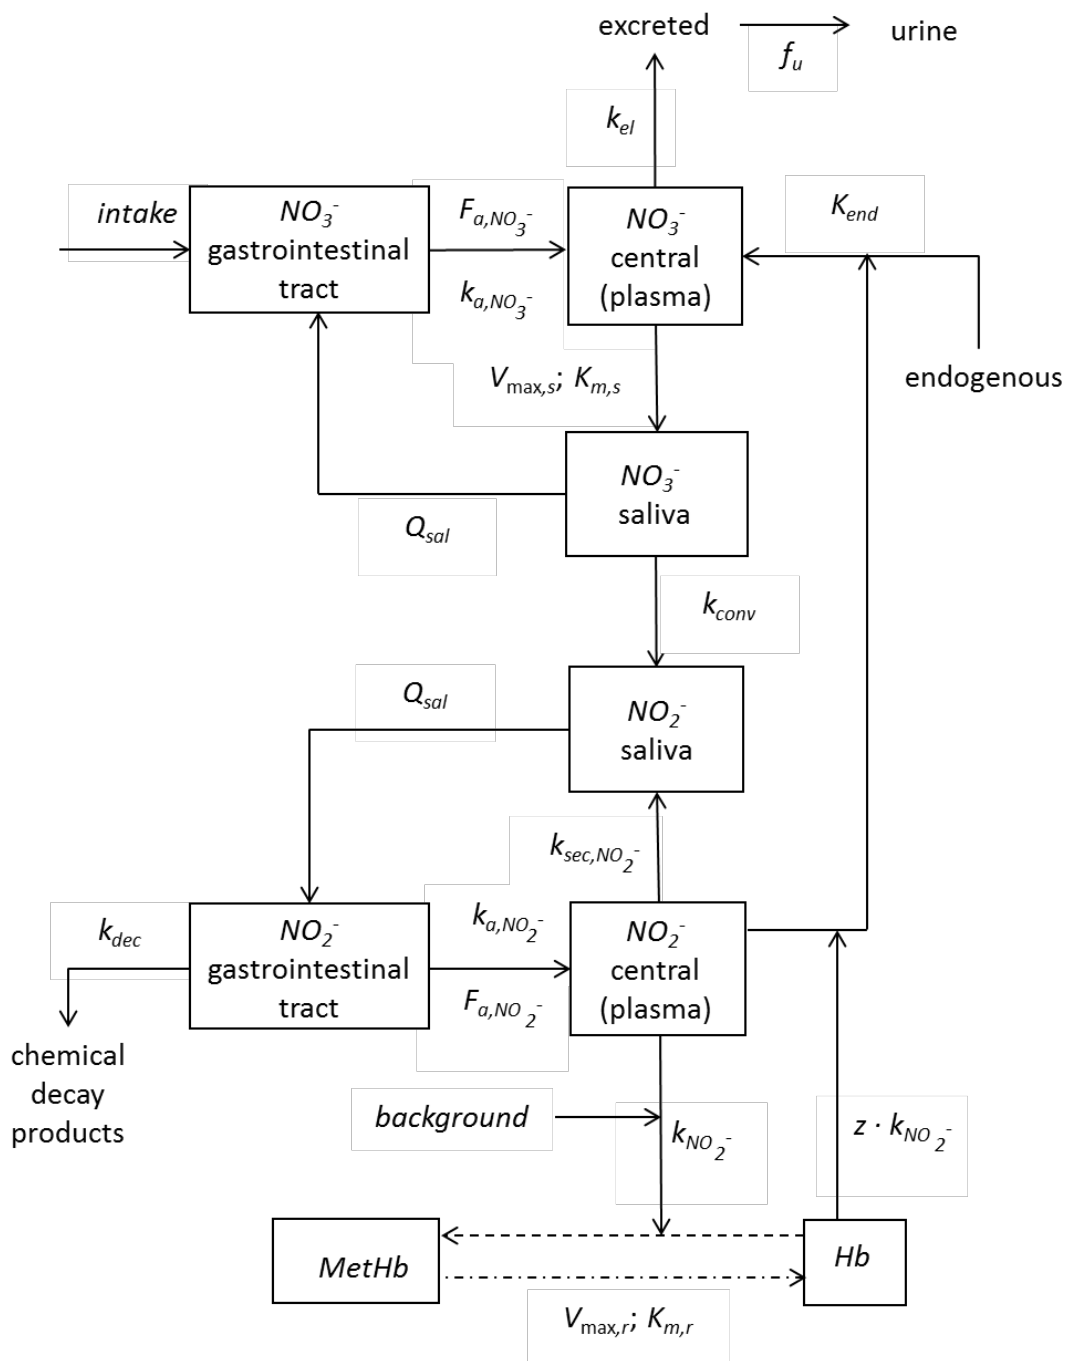 excreted
urine
f_u
k_el
intake
NO₃⁻
gastrointestinal
tract
F_a,NO₃⁻
k_a,NO₃⁻
NO₃⁻
central
(plasma)
K_end
endogenous
V_max,s; K_m,s
NO₃⁻
saliva
Q_sal
k_conv
Q_sal
NO₂⁻
saliva
k_sec,NO₂⁻
k_dec
NO₂⁻
gastrointestinal
tract
k_a,NO₂⁻
F_a,NO₂⁻
NO₂⁻
central
(plasma)
chemical
decay
products
background
k_NO₂⁻
z · k_NO₂⁻
MetHb
Hb
V_max,r; K_m,r